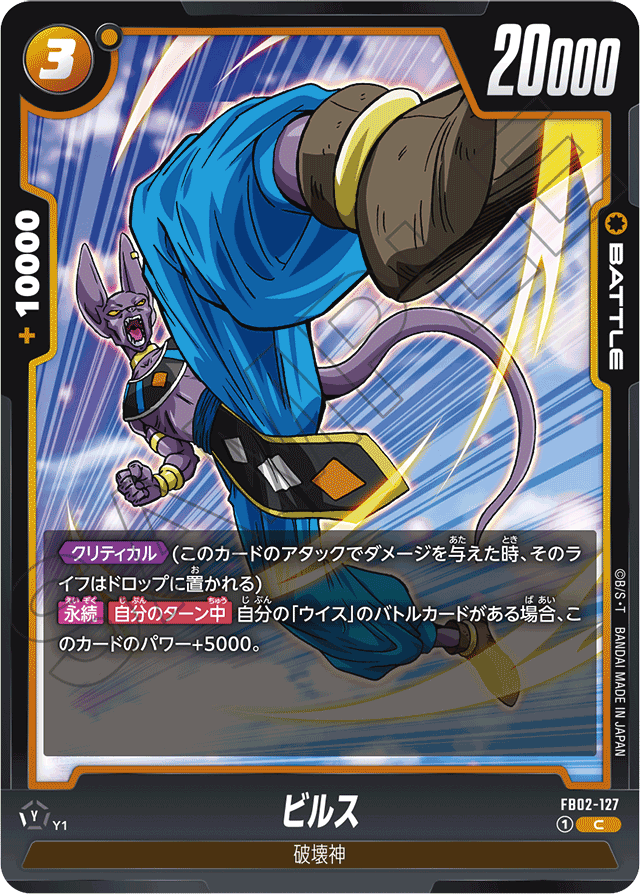 3
20000
+ 10000
BATTLE
SAMPLE
クリティカル (このカードのアタックでダメージを与えた時、そのラ
イフはドロップに置かれる)
永続 自分のターン中 自分の「ウイス」のバトルカードがある場合、こ
のカードのパワー+5000。
©B/S・T BANDAI MADE IN JAPAN
Y Y1
ビルス
FB02-127
1 C
破壊神